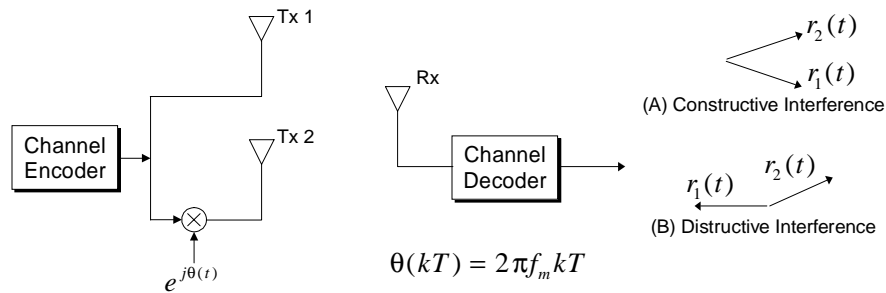 Tx 1
Channel
Encoder
Tx 2
e^{jθ(t)}
Rx
Channel
Decoder
θ(kT) = 2πf_m kT
r_2(t)
r_1(t)
(A) Constructive Interference
r_1(t)
r_2(t)
(B) Distructive Interference